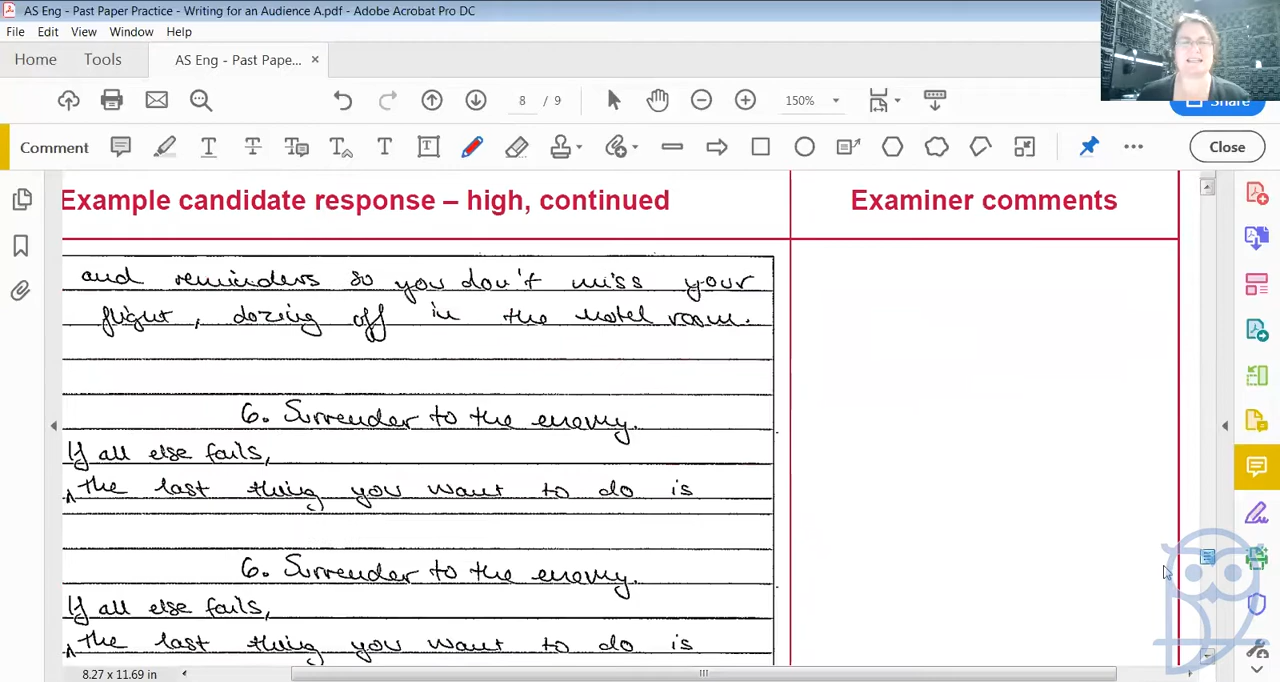 AS Eng - Past Paper Practice - Writing for an Audience A.pdf - Adobe Acrobat Pro DC
File Edit View Window Help
Home Tools AS Eng - Past Pape... ×
8 / 9 150%
Share
Comment Close
Example candidate response – high, continued Examiner comments
and reminders so you don't miss your
flight, dozing off in the hotel room.
6. Surrender to the enemy.
If all else fails,
the last thing you want to do is
6. Surrender to the enemy.
If all else fails,
the last thing you want to do is
8.27 x 11.69 in